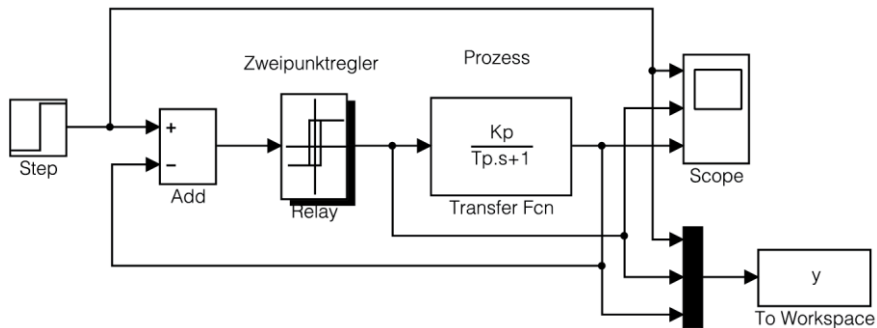 Zweipunktregler
Prozess
Step
+
−
Add
Relay
Kp
Tp.s+1
Transfer Fcn
Scope
y
To Workspace